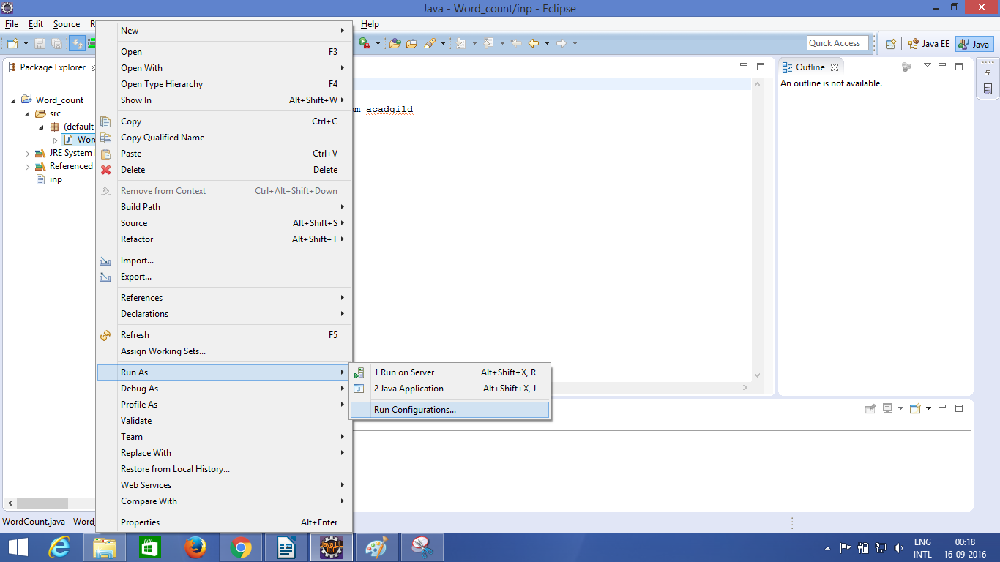 Java - Word_count/inp - Eclipse
File Edit Source Help
Quick Access Java EE Java
Package Explorer
Word_count
src
(default
Word
JRE System
Referenced
inp
New
Open F3
Open With
Open Type Hierarchy F4
Show In Alt+Shift+W
Copy Ctrl+C
Copy Qualified Name
Paste Ctrl+V
Delete Delete
Remove from Context Ctrl+Alt+Shift+Down
Build Path
Source Alt+Shift+S
Refactor Alt+Shift+T
Import...
Export...
References
Declarations
Refresh F5
Assign Working Sets...
Run As
Debug As
Profile As
Validate
Team
Replace With
Restore from Local History...
Web Services
Compare With
Properties Alt+Enter
1 Run on Server Alt+Shift+X, R
2 Java Application Alt+Shift+X, J
Run Configurations...
m acadgild
Outline
An outline is not available.
WordCount.java - Word_
Java EE
IDE
ENG
INTL
00:18
16-09-2016